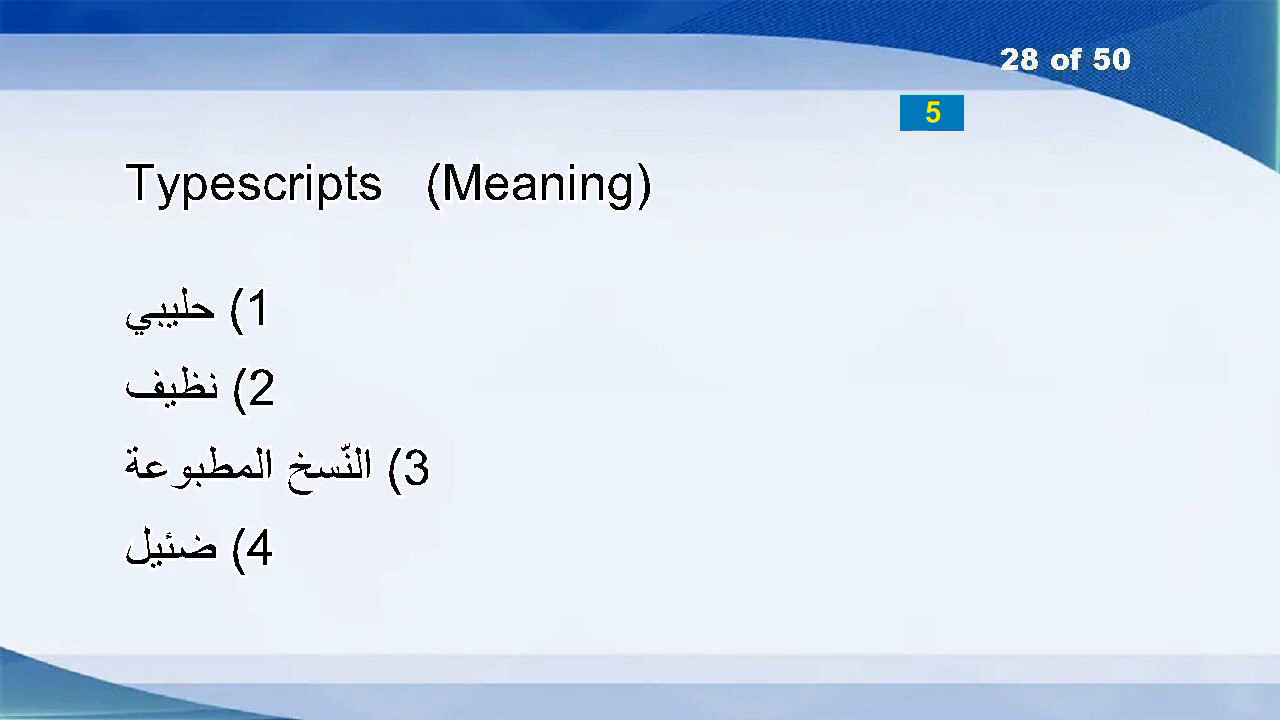 28 of 50
5
Typescripts (Meaning)
1) حليبي
2) نظيف
3) النّسخ المطبوعة
4) ضئيل